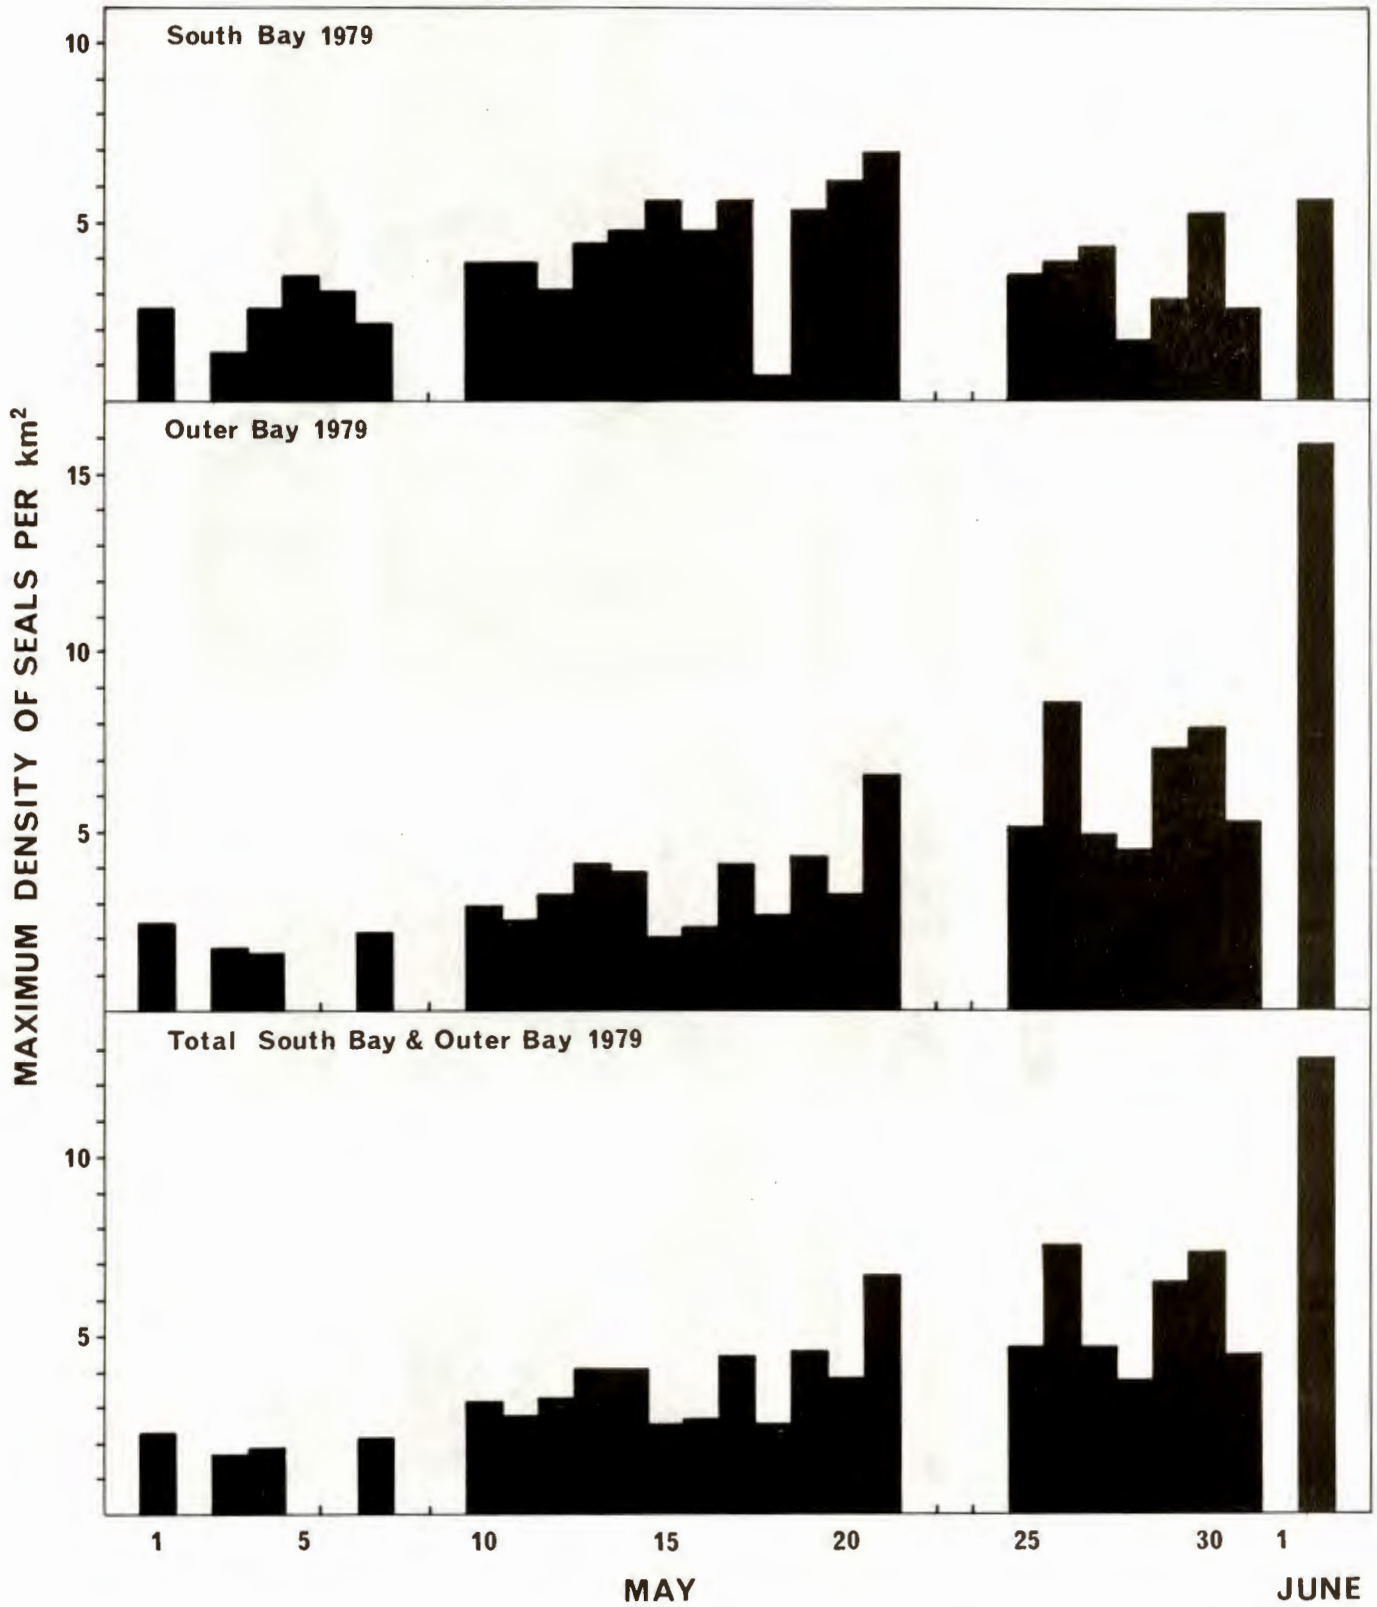 South Bay 1979
10
5
Outer Bay 1979
15
10
5
Total South Bay & Outer Bay 1979
10
5
1 5 10 15 20 25 30 1
MAY JUNE
MAXIMUM DENSITY OF SEALS PER km²